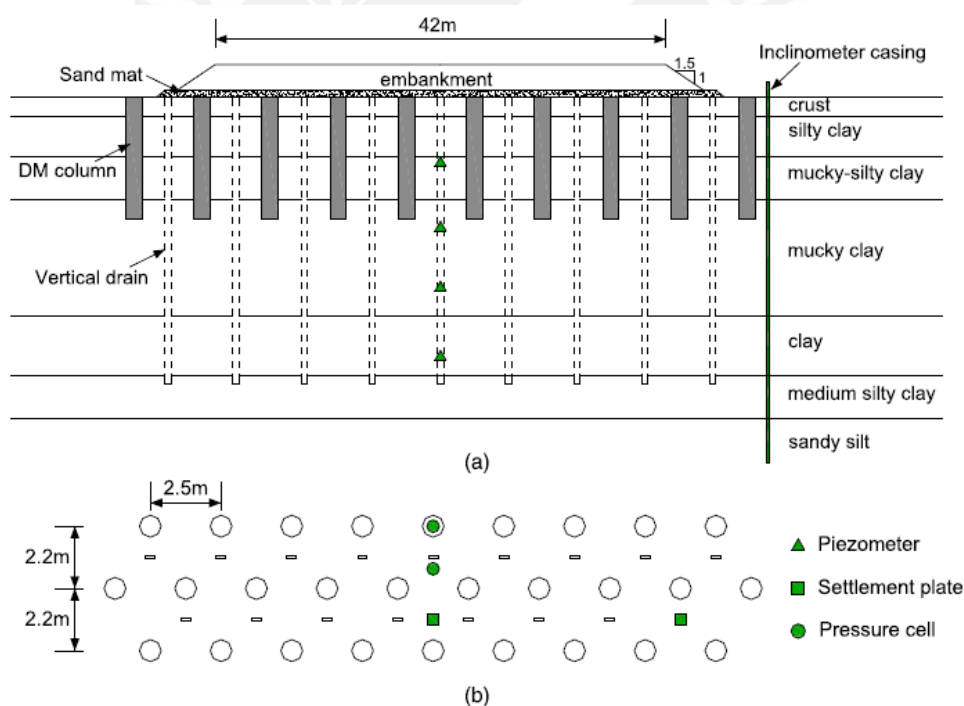 42m
Inclinometer casing
Sand mat
1.5
1
embankment
crust
silty clay
DM column
mucky-silty clay
mucky clay
Vertical drain
clay
medium silty clay
sandy silt
(a)
2.5m
2.2m
Piezometer
Settlement plate
2.2m
Pressure cell
(b)